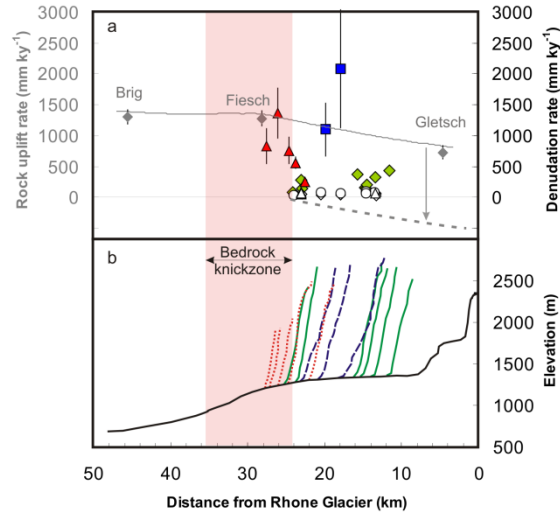 a
3000
2500
2000
1500
1000
500
0
Rock uplift rate (mm ky⁻¹)
Brig
Fiesch
Gletsch
3000
2500
2000
1500
1000
500
0
Denudation rate (mm ky⁻¹)
b
Bedrock
knickzone
2500
2000
1500
1000
500
Elevation (m)
50
40
30
20
10
0
Distance from Rhone Glacier (km)